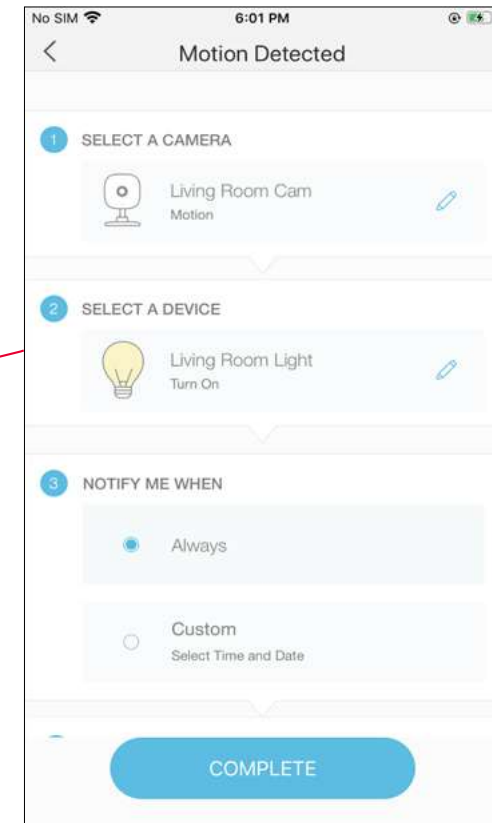 No SIM 6:01 PM
Motion Detected
1 SELECT A CAMERA
Living Room Cam
Motion
2 SELECT A DEVICE
Living Room Light
Turn On
3 NOTIFY ME WHEN
Always
Custom
Select Time and Date
COMPLETE